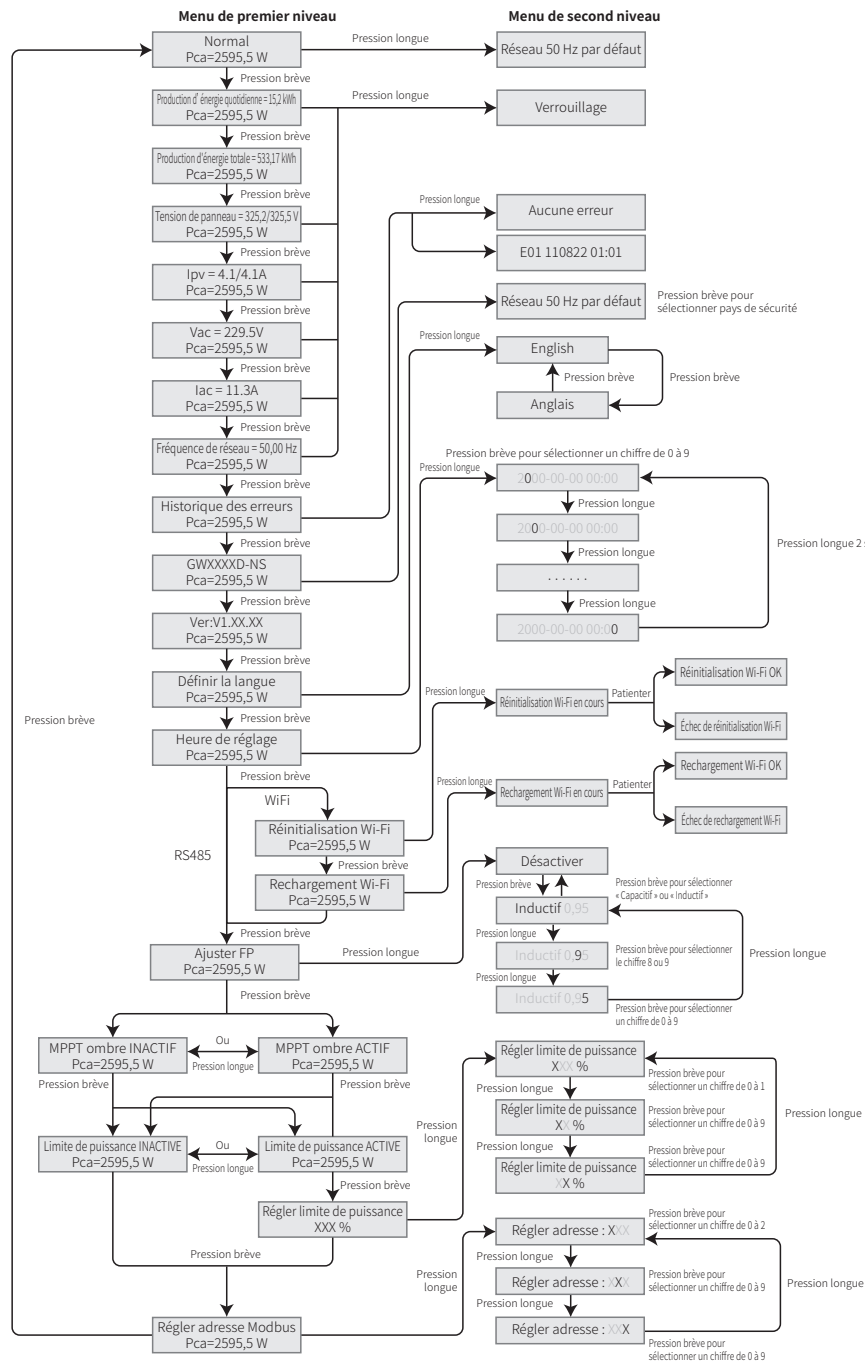 Menu de premier niveau
Menu de second niveau
Normal
Pca=2595,5 W
Pression longue
Réseau 50 Hz par défaut
Pression brève
Production d' énergie quotidienne = 15,2 kWh
Pca=2595,5 W
Pression longue
Verrouillage
Pression brève
Production d'énergie totale = 533,17 kWh
Pca=2595,5 W
Pression brève
Tension de panneau = 325,2/325,5 V
Pca=2595,5 W
Pression longue
Aucune erreur
E01 110822 01:01
Pression brève
Ipv = 4.1/4.1A
Pca=2595,5 W
Réseau 50 Hz par défaut
Pression brève pour
sélectionner pays de sécurité
Pression brève
Vac = 229.5V
Pca=2595,5 W
Pression longue
English
Pression brève
Pression brève
Anglais
Pression brève
Iac = 11.3A
Pca=2595,5 W
Pression brève
Fréquence de réseau = 50,00 Hz
Pca=2595,5 W
Pression brève pour sélectionner un chiffre de 0 à 9
Pression longue
2000-00-00 00:00
Pression longue
2000-00-00 00:00
Pression longue
. . . . . .
Pression longue
2000-00-00 00:00
Pression longue 2
Pression brève
Historique des erreurs
Pca=2595,5 W
Pression brève
GWXXXXD-NS
Pca=2595,5 W
Pression brève
Ver:V1.XX.XX
Pca=2595,5 W
Pression brève
Définir la langue
Pca=2595,5 W
Pression brève
Heure de réglage
Pca=2595,5 W
Pression brève
Pression brève
Pression longue
Réinitialisation Wi-Fi en cours
Patienter
Réinitialisation Wi-Fi OK
Échec de réinitialisation Wi-Fi
Pression longue
Rechargement Wi-Fi en cours
Patienter
Rechargement Wi-Fi OK
Échec de rechargement Wi-Fi
WiFi
RS485
Réinitialisation Wi-Fi
Pca=2595,5 W
Pression brève
Rechargement Wi-Fi
Pca=2595,5 W
Pression brève
Ajuster FP
Pca=2595,5 W
Pression longue
Désactiver
Pression brève
Pression brève pour sélectionner
« Capacitif » ou « Inductif »
Inductif 0,95
Pression longue
Inductif 0,95
Pression brève pour sélectionner
le chiffre 8 ou 9
Pression longue
Pression longue
Inductif 0,95
Pression brève pour sélectionner
un chiffre de 0 à 9
Pression brève
MPPT ombre INACTIF
Pca=2595,5 W
Ou
Pression longue
MPPT ombre ACTIF
Pca=2595,5 W
Pression brève
Pression brève
Limite de puissance INACTIVE
Pca=2595,5 W
Ou
Pression longue
Limite de puissance ACTIVE
Pca=2595,5 W
Pression brève
Régler limite de puissance
XXX %
Pression
longue
Régler limite de puissance
XXX %
Pression brève pour
sélectionner un chiffre de 0 à 1
Pression longue
Régler limite de puissance
XX %
Pression brève pour
sélectionner un chiffre de 0 à 9
Pression longue
Pression longue
Régler limite de puissance
XX %
Pression brève pour
sélectionner un chiffre de 0 à 9
Pression brève
Régler adresse Modbus
Pca=2595,5 W
Pression
longue
Régler adresse : XXX
Pression brève pour
sélectionner un chiffre de 0 à 2
Pression longue
Régler adresse : XXX
Pression brève pour
sélectionner un chiffre de 0 à 9
Pression longue
Pression longue
Régler adresse : XXX
Pression brève pour
sélectionner un chiffre de 0 à 9